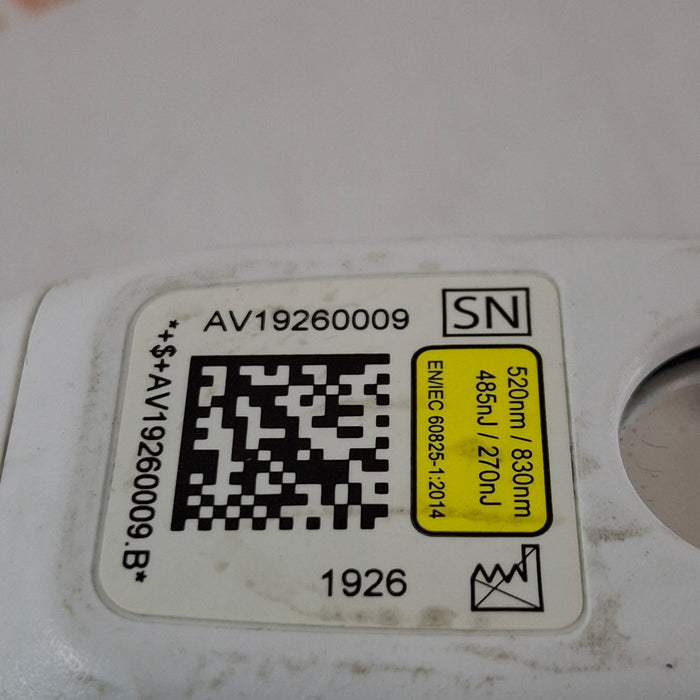 AV19260009 SN
*+$+AV19260009.B*
520nm / 830nm
485nJ / 270nJ
EN/IEC 60825-1:2014
1926